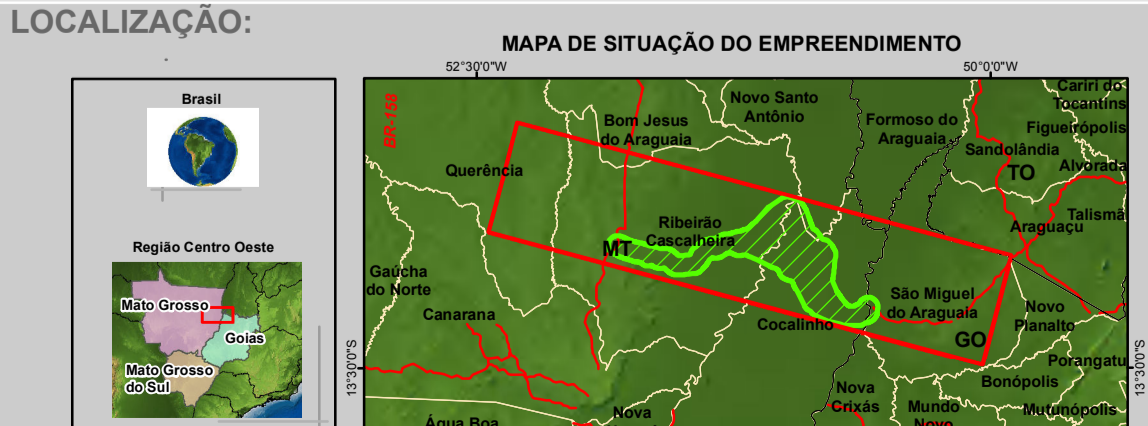 LOCALIZAÇÃO:
MAPA DE SITUAÇÃO DO EMPREENDIMENTO
52°30'0"W
50°0'0"W
Brasil
Região Centro Oeste
Mato Grosso
Goias
Mato Grosso
do Sul
BR-158
Bom Jesus
do Araguaia
Novo Santo
Antônio
Formoso do
Araguaia
Cariri do
Tocantins
Figueirópolis
Sandolândia
TO
Alvorada
Querência
Talismã
Araguaçu
Ribeirão
Cascalheira
MT
Gaúcha
do Norte
Canarana
São Miguel
do Araguaia
Novo
Planalto
Cocalinho
GO
Porangatu
13°30'0"S
13°30'0"S
Bonópolis
Nova
Crixás
Mundo
Novo
Mutunópolis
Nova
Água Boa